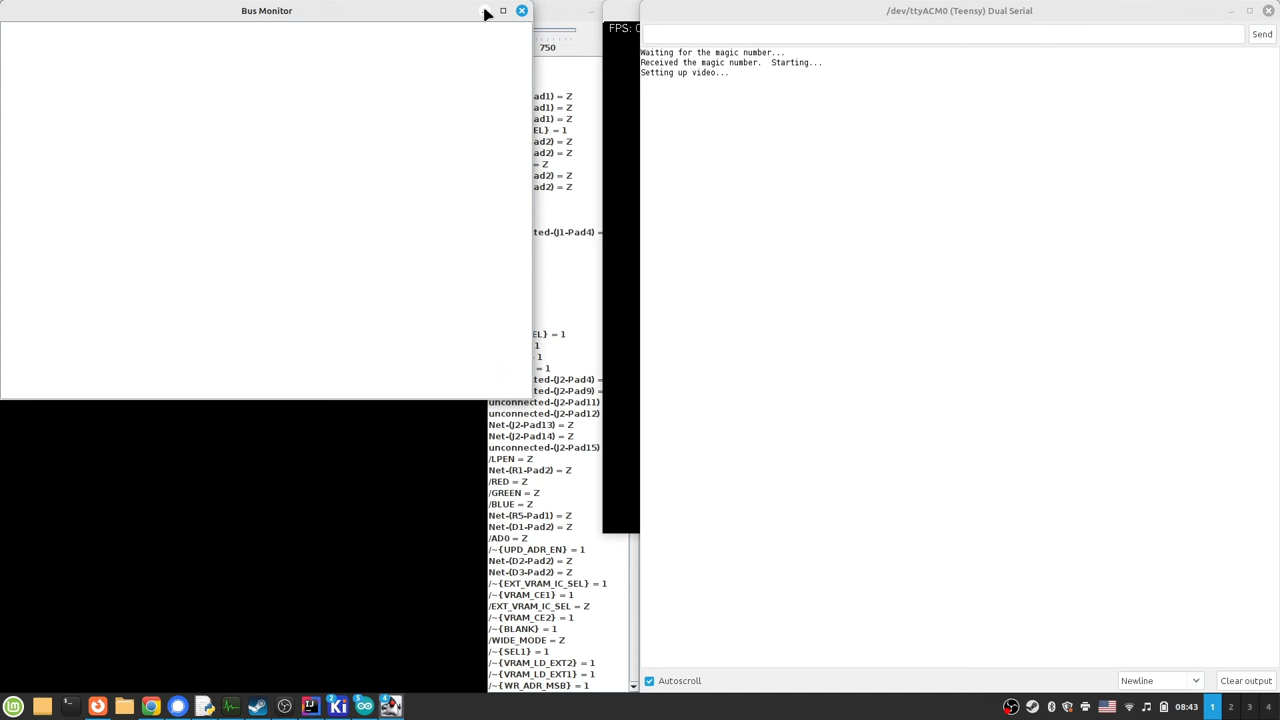 Bus Monitor
/dev/ttyACM0 (Teensy) Dual Serial
750
FPS:
Send
Waiting for the magic number...
Received the magic number.  Starting...
Setting up video...
ad1) = Z
ad1) = Z
ad1) = Z
EL} = 1
ad2) = Z
ad2) = Z
= Z
ad2) = Z
ad2) = Z
ted-(J1-Pad4) =
EL} = 1
1
1
= 1
ted-(J2-Pad4) =
ted-(J2-Pad9) =
unconnected-(J2-Pad11)
unconnected-(J2-Pad12)
Net-(J2-Pad13) = Z
Net-(J2-Pad14) = Z
unconnected-(J2-Pad15)
/LPEN = Z
Net-(R1-Pad2) = Z
/RED = Z
/GREEN = Z
/BLUE = Z
Net-(R5-Pad1) = Z
Net-(D1-Pad2) = Z
/AD0 = Z
/~{UPD_ADR_EN} = 1
Net-(D2-Pad2) = Z
Net-(D3-Pad2) = Z
/~{EXT_VRAM_IC_SEL} = 1
/~{VRAM_CE1} = 1
/EXT_VRAM_IC_SEL = Z
/~{VRAM_CE2} = 1
/~{BLANK} = 1
/WIDE_MODE = Z
/~{SEL1} = 1
/~{VRAM_LD_EXT2} = 1
/~{VRAM_LD_EXT1} = 1
/~{WR_ADR_MSB} = 1
Autoscroll
Newline
Clear output
08:43
1
2
3
4